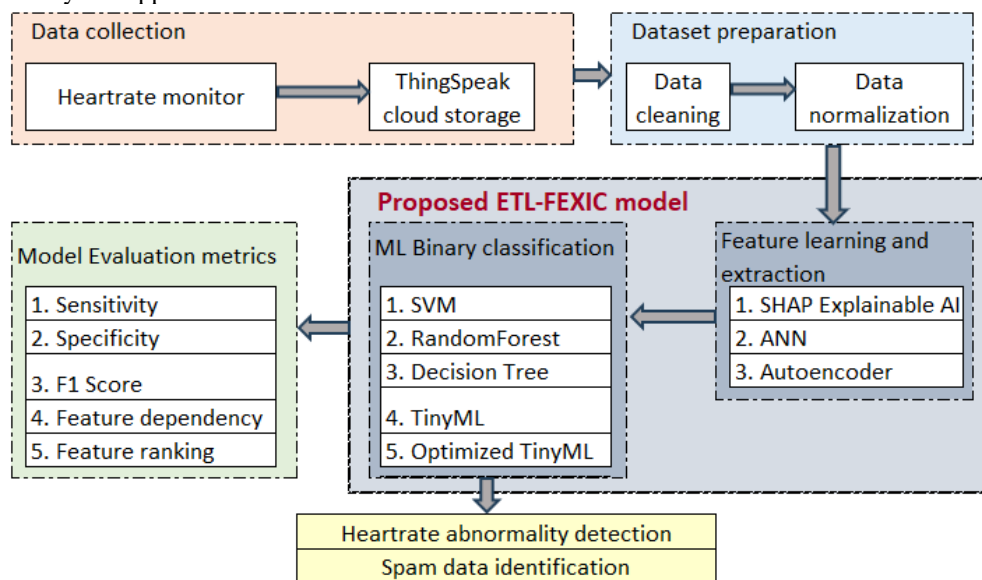 Data collection
Heartrate monitor
ThingSpeak
cloud storage
Dataset preparation
Data
cleaning
Data
normalization
Proposed ETL-FEXIC model
Feature learning and
extraction
1. SHAP Explainable AI
2. ANN
3. Autoencoder
ML Binary classification
1. SVM
2. RandomForest
3. Decision Tree
4. TinyML
5. Optimized TinyML
Model Evaluation metrics
1. Sensitivity
2. Specificity
3. F1 Score
4. Feature dependency
5. Feature ranking
Heartrate abnormality detection
Spam data identification